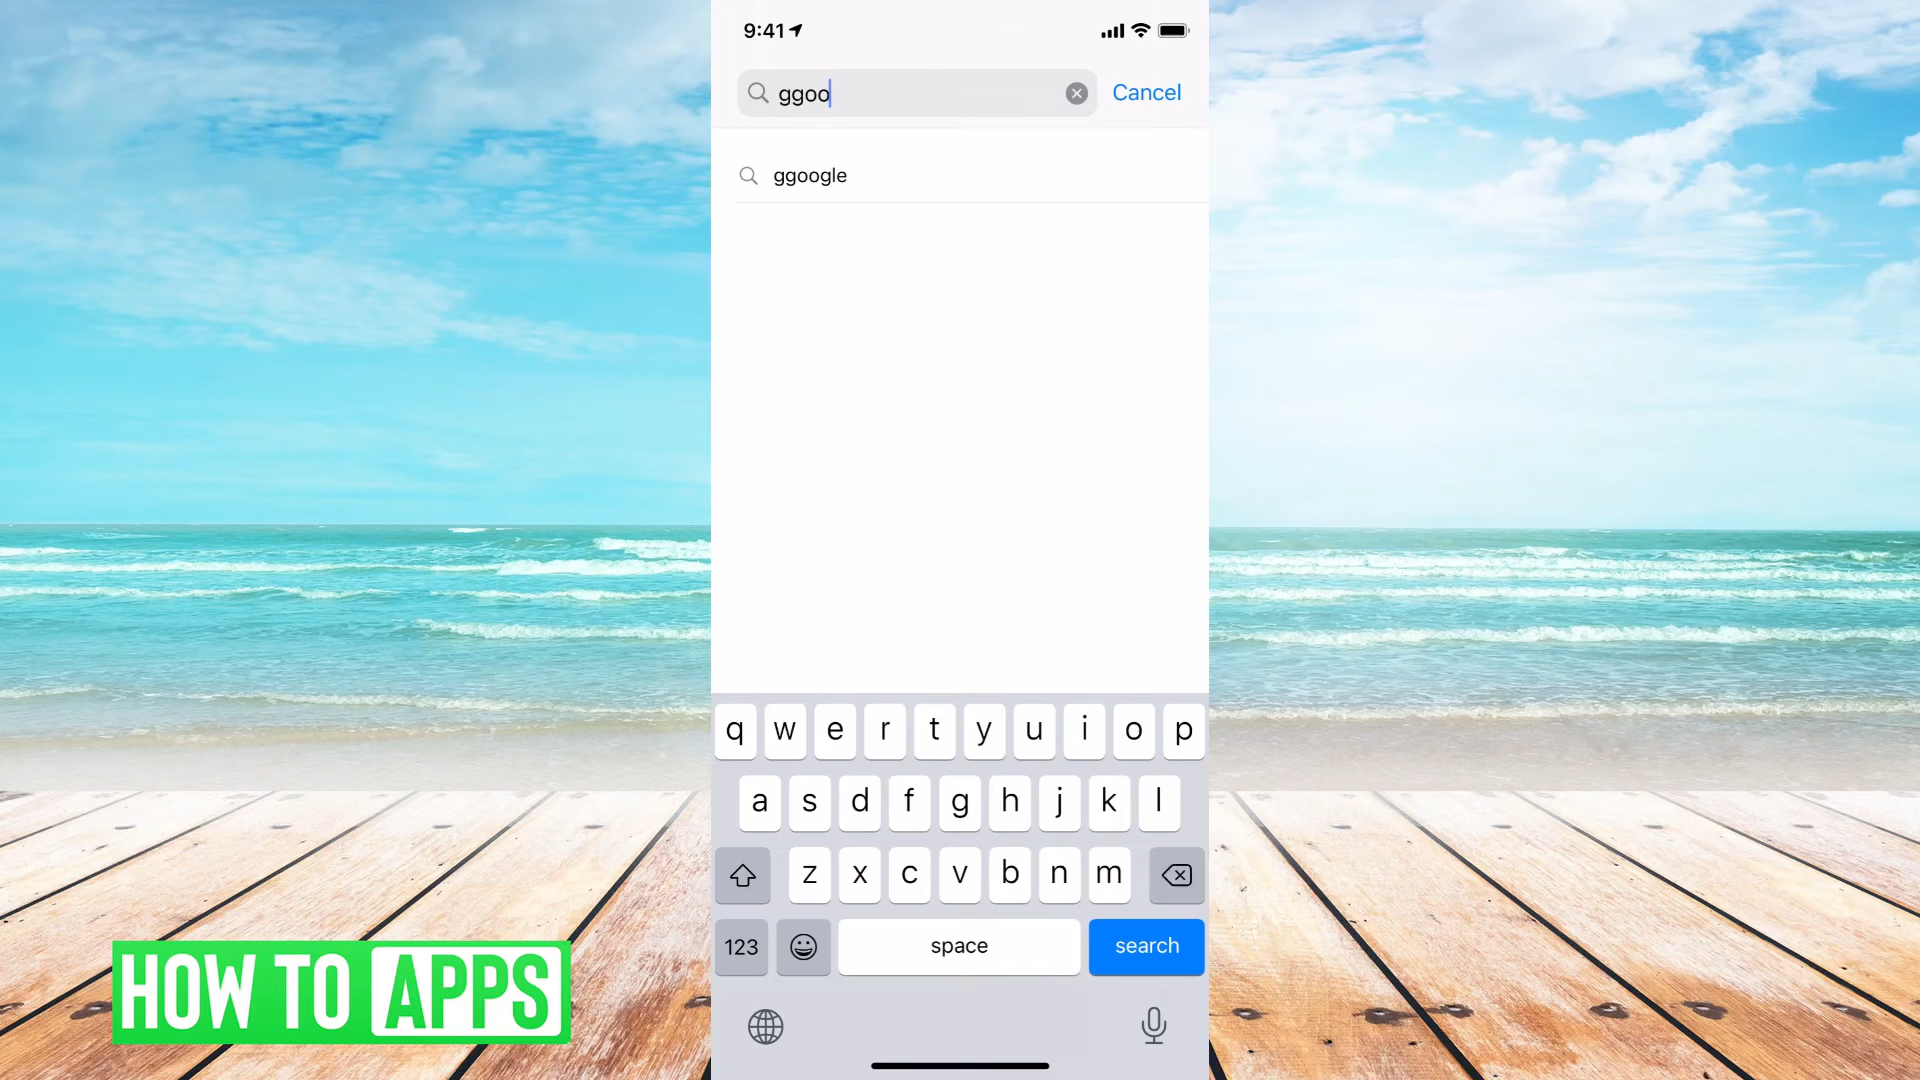 9:41
ggoo
Cancel
ggoogle
q w e r t y u i o p
a s d f g h j k l
z x c v b n m
123
space
search
HOW TO APPS